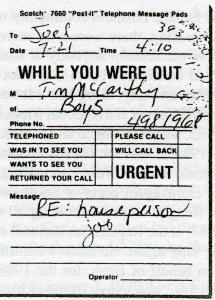 Scotch® 7660 "Post-it" Telephone Message Pads
To Joel
Date 7-21 Time 4:10
WHILE YOU WERE OUT
M Tim McCarthy
of Boys
Phone No. 4981968
TELEPHONED PLEASE CALL
WAS IN TO SEE YOU WILL CALL BACK
WANTS TO SEE YOU URGENT
RETURNED YOUR CALL
Message
RE: houseperson
job
Operator